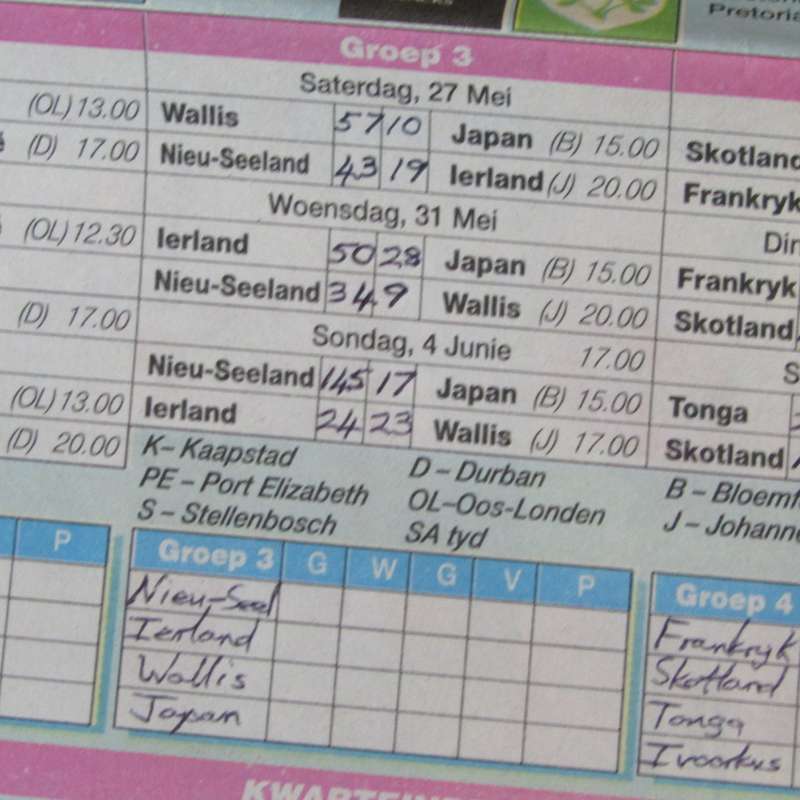 Pretoria
Groep 3
Saterdag, 27 Mei
(OL) 13.00 Wallis 57 10 Japan (B) 15.00 Skotland
(D) 17.00 Nieu-Seeland 43 19 Ierland (J) 20.00 Frankryk
Woensdag, 31 Mei
(OL) 12.30 Ierland 50 28 Japan (B) 15.00 Frankryk
Nieu-Seeland 34 9 Wallis (J) 20.00 Skotland
(D) 17.00 Sondag, 4 Junie 17.00
Nieu-Seeland 145 17 Japan (B) 15.00 Tonga
(OL) 13.00 Ierland 24 23 Wallis (J) 17.00 Skotland
(D) 20.00 K– Kaapstad D – Durban B – Bloemf
PE – Port Elizabeth OL–Oos-Londen J – Johanne
S – Stellenbosch SA tyd
P Groep 3 G W G V P Groep 4
Nieu-Seel Frankryk
Ierland Skotland
Wallis Tonga
Japan Ivoorkus
KWARTEINE